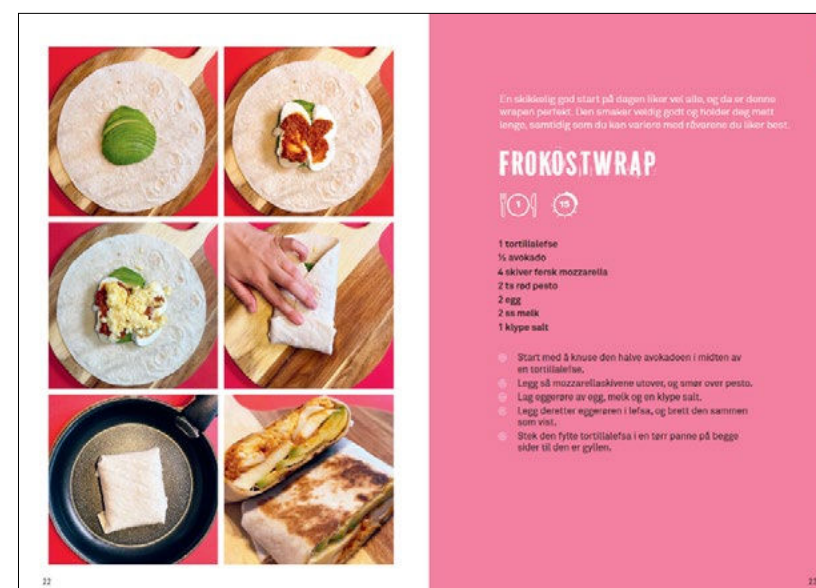 En skikkelig god start på dagen liker vel alle, og da er denne
wrapen perfekt. Den smaker veldig godt og holder deg mett
lenge, samtidig som du kan variere med råvarene du liker best.
FROKOSTWRAP
1
15
1 tortillalefse
½ avokado
4 skiver fersk mozzarella
2 ts rød pesto
2 egg
2 ss melk
1 klype salt
Start med å knuse den halve avokadoen i midten av
en tortillalefse.
Legg så mozzarellaskivene utover, og smør over pesto.
Lag eggerøre av egg, melk og en klype salt.
Legg deretter eggerøren i lefsa, og brett den sammen
som vist.
Stek den fylte tortillalefsa i en tørr panne på begge
sider til den er gyllen.
22